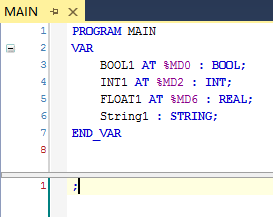 MAIN
1 PROGRAM MAIN
2 VAR
3 BOOL1 AT %MD0 : BOOL;
4 INT1 AT %MD2 : INT;
5 FLOAT1 AT %MD6 : REAL;
6 String1 : STRING;
7 END_VAR
8
1 ;